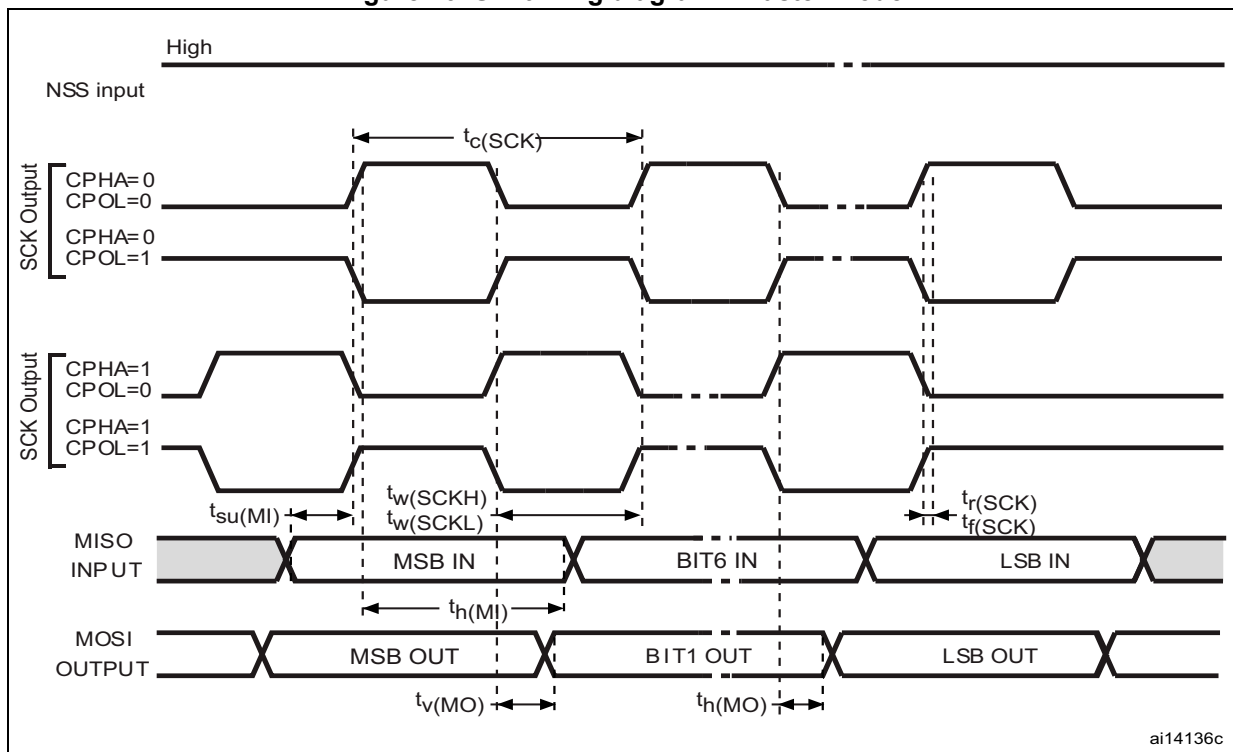 High
NSS input
tc(SCK)
SCK Output
CPHA=0
CPOL=0
CPHA=0
CPOL=1
SCK Output
CPHA=1
CPOL=0
CPHA=1
CPOL=1
tsu(MI)
tw(SCKH)
tw(SCKL)
tr(SCK)
tf(SCK)
MISO
INPUT
MSB IN
BIT6 IN
LSB IN
th(MI)
MOSI
OUTPUT
MSB OUT
BIT1 OUT
LSB OUT
tv(MO)
th(MO)
ai14136c